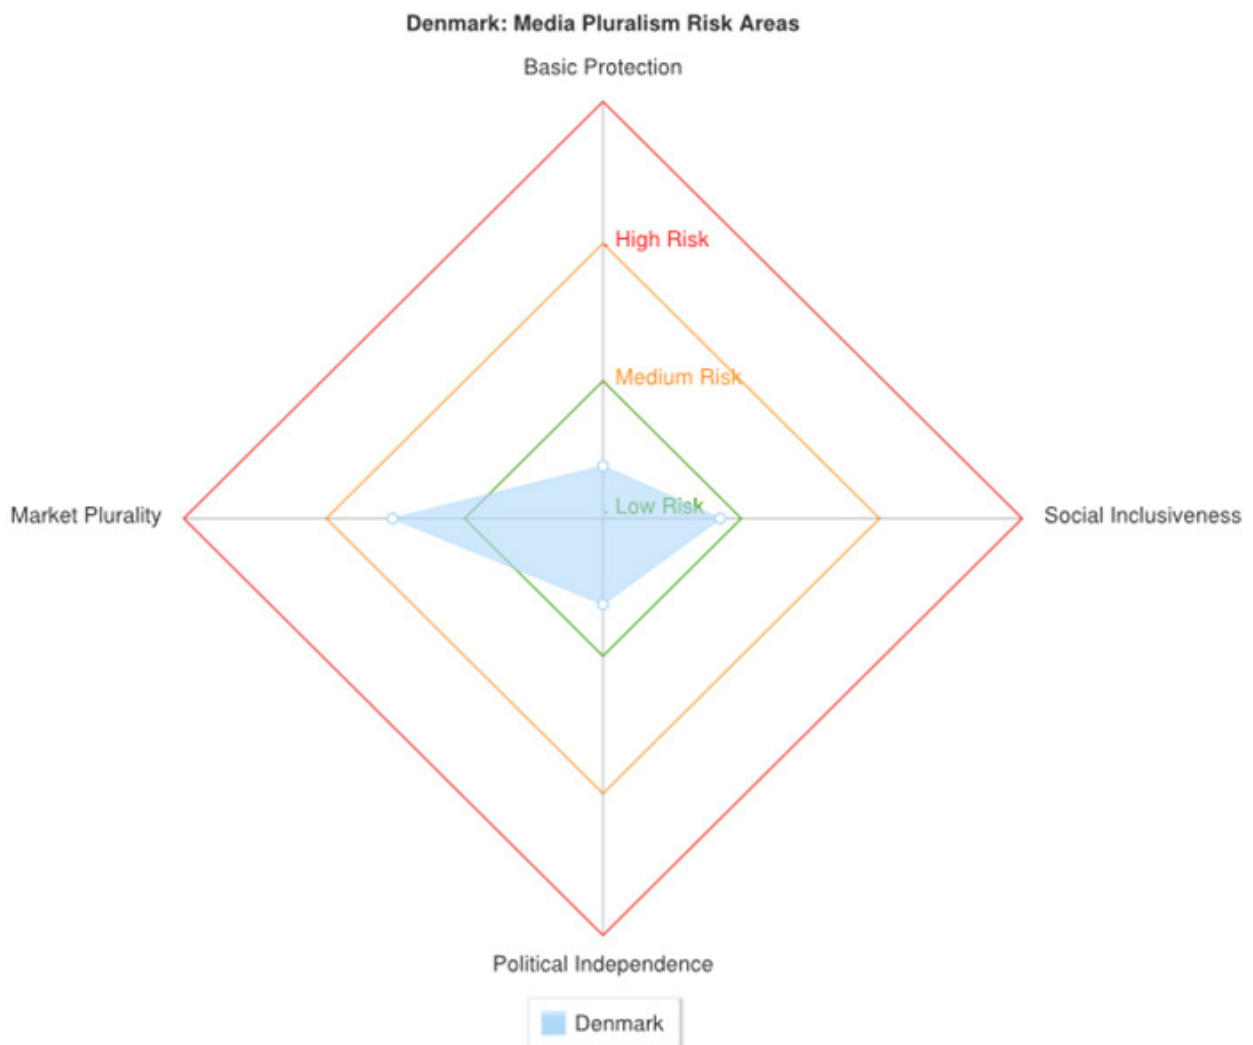 Denmark: Media Pluralism Risk Areas
Basic Protection
High Risk
Medium Risk
Low Risk
Market Plurality
Social Inclusiveness
Political Independence
Denmark